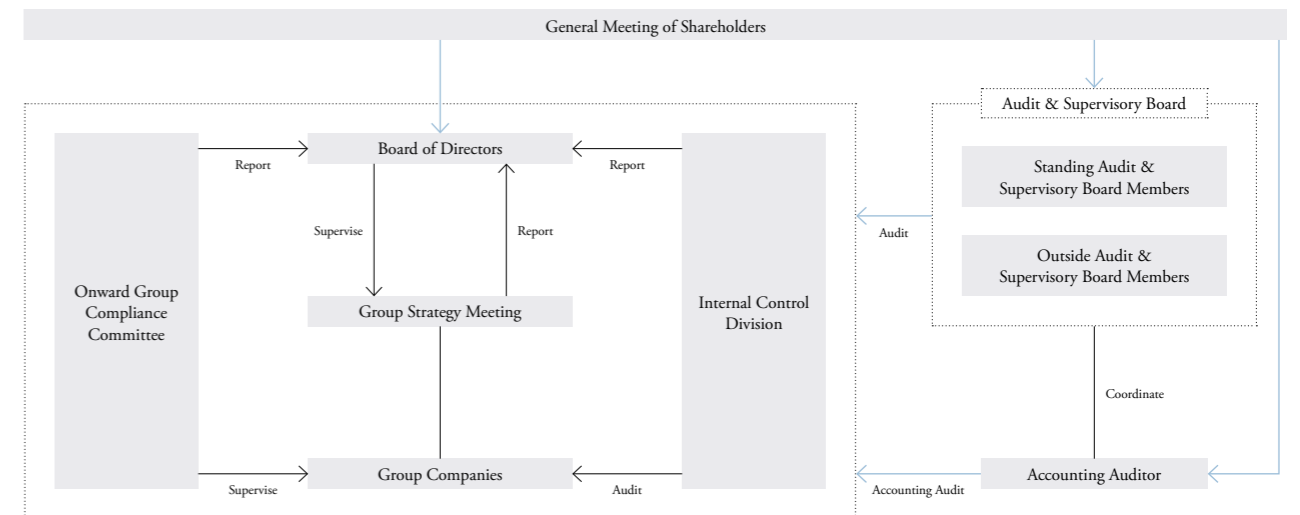 General Meeting of Shareholders
Audit & Supervisory Board
Board of Directors
Report
Report
Standing Audit &
Supervisory Board Members
Supervise
Report
Audit
Outside Audit &
Supervisory Board Members
Onward Group
Compliance
Committee
Group Strategy Meeting
Internal Control
Division
Coordinate
Group Companies
Accounting Auditor
Supervise
Audit
Accounting Audit